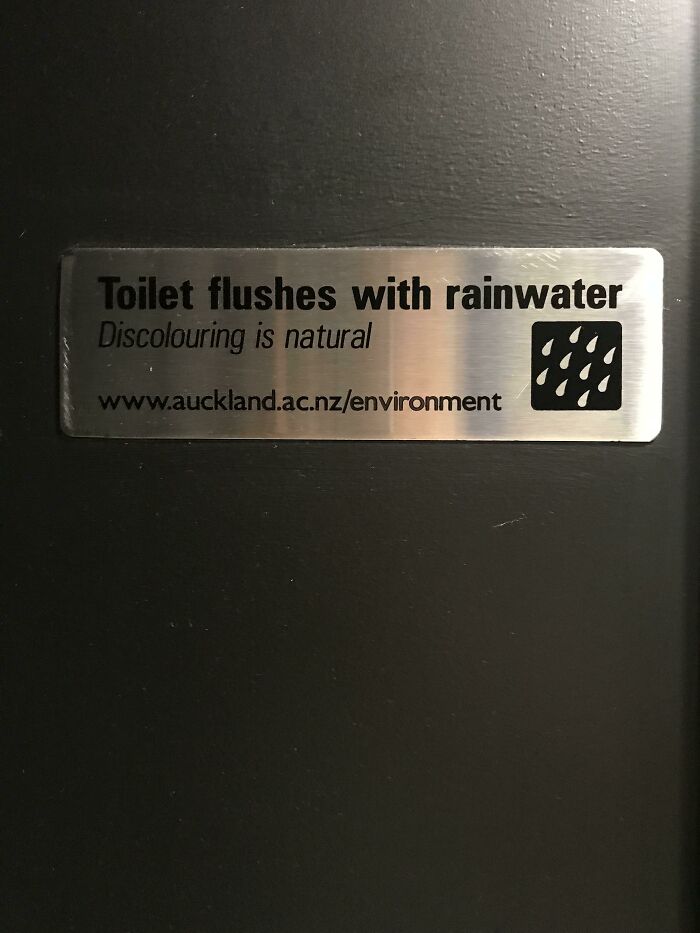 Toilet flushes with rainwater
Discolouring is natural
www.auckland.ac.nz/environment